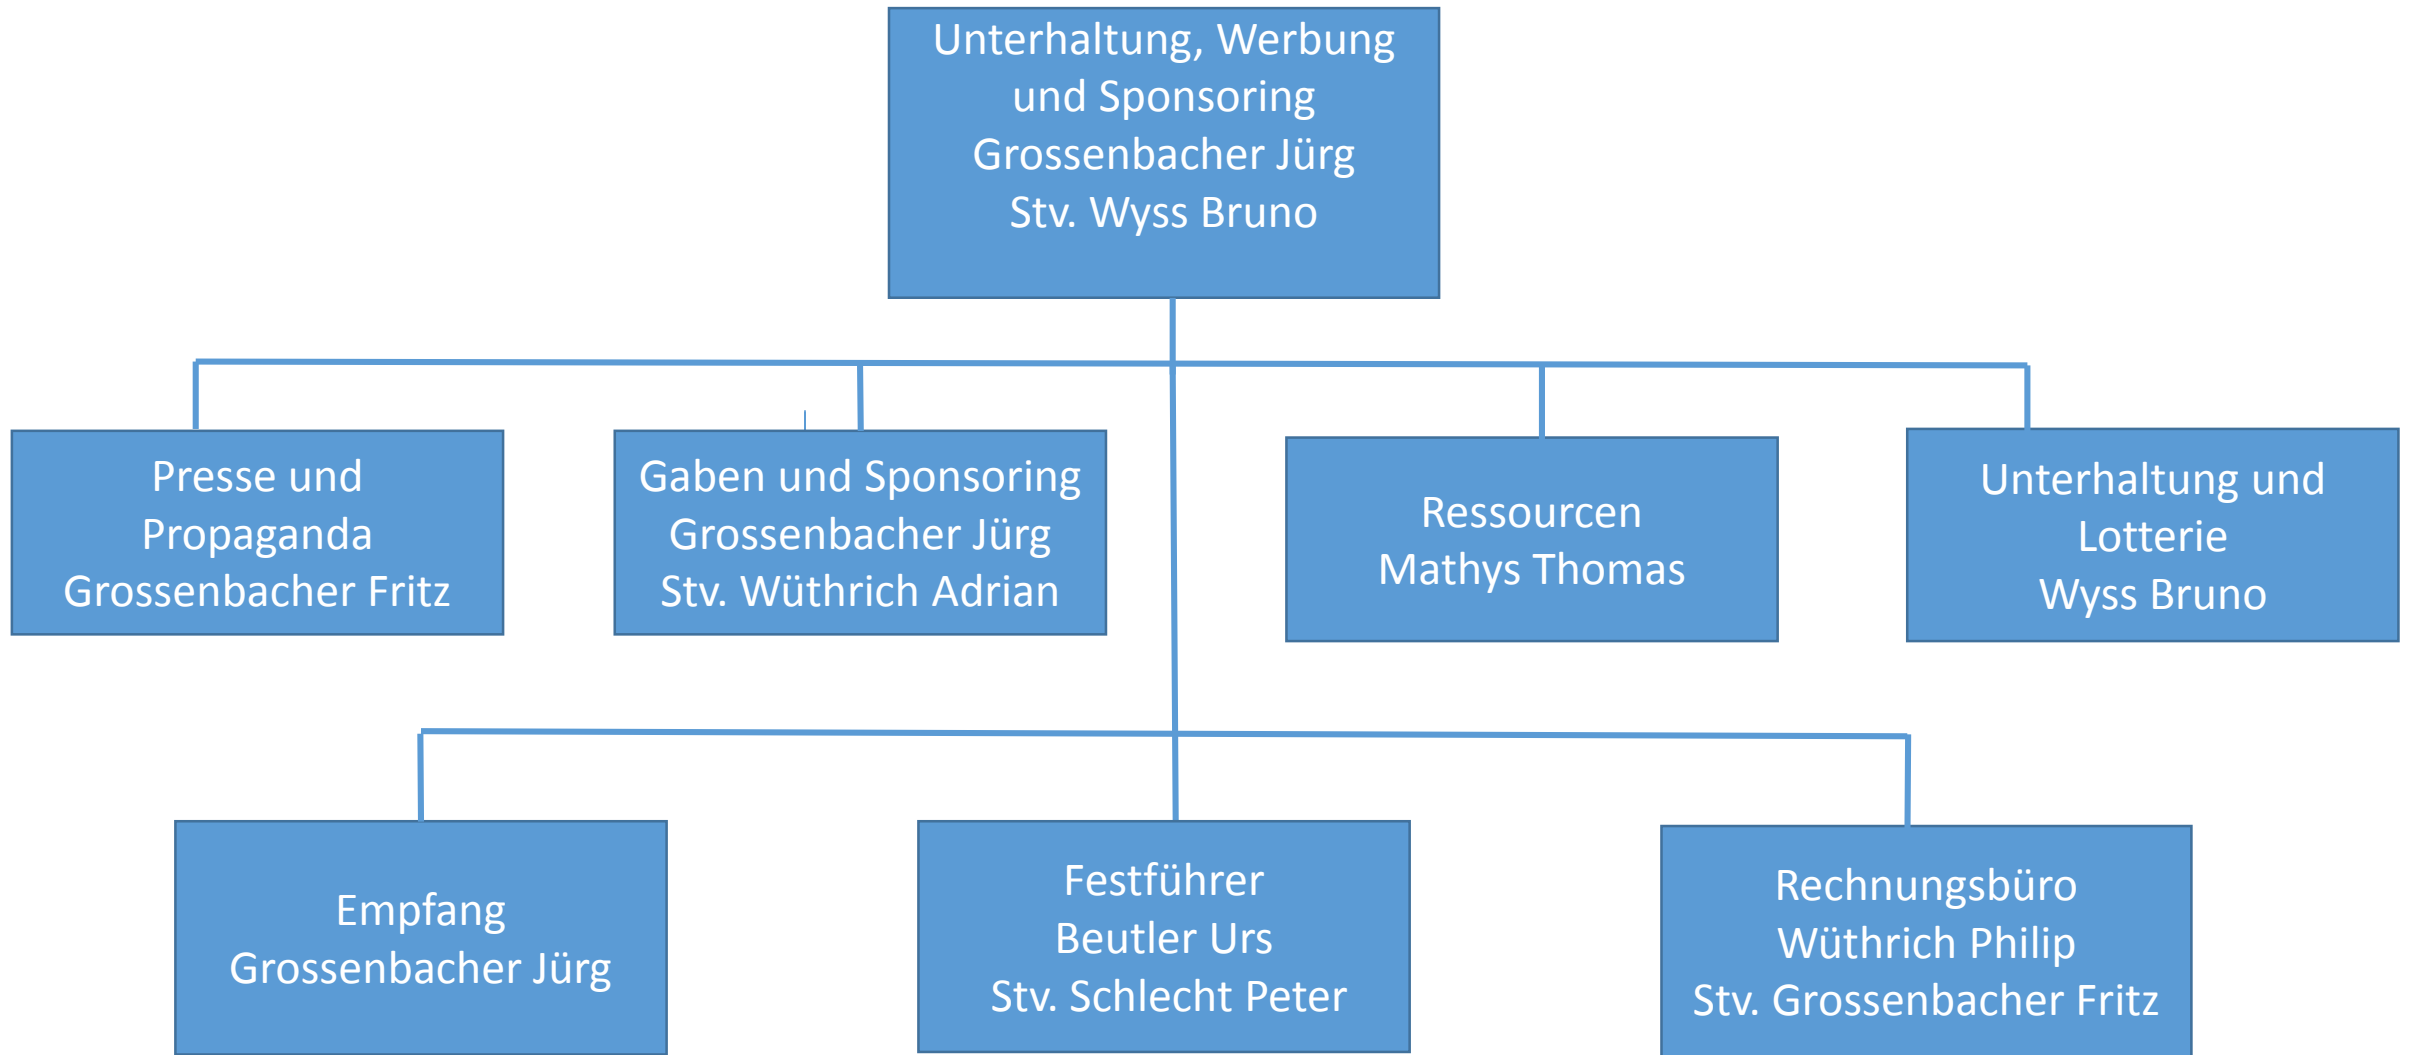 Unterhaltung, Werbung
und Sponsoring
Grossenbacher Jürg
Stv. Wyss Bruno
Presse und
Propaganda
Grossenbacher Fritz
Gaben und Sponsoring
Grossenbacher Jürg
Stv. Wüthrich Adrian
Ressourcen
Mathys Thomas
Unterhaltung und
Lotterie
Wyss Bruno
Empfang
Grossenbacher Jürg
Festführer
Beutler Urs
Stv. Schlecht Peter
Rechnungsbüro
Wüthrich Philip
Stv. Grossenbacher Fritz